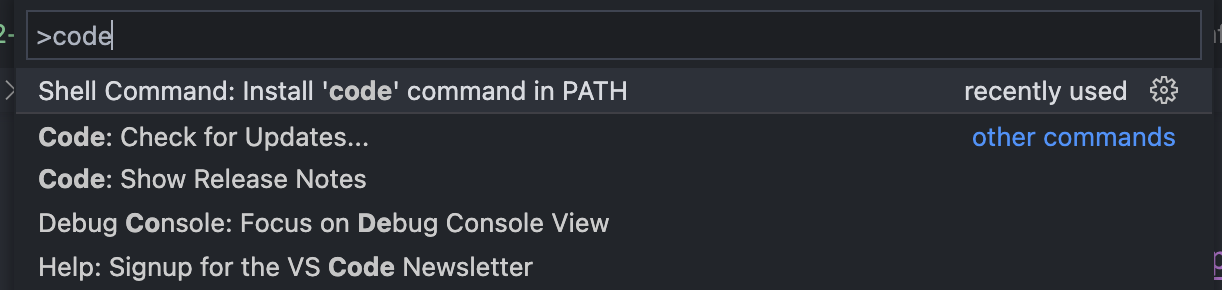 >code
Shell Command: Install 'code' command in PATH recently used
Code: Check for Updates... other commands
Code: Show Release Notes
Debug Console: Focus on Debug Console View
Help: Signup for the VS Code Newsletter